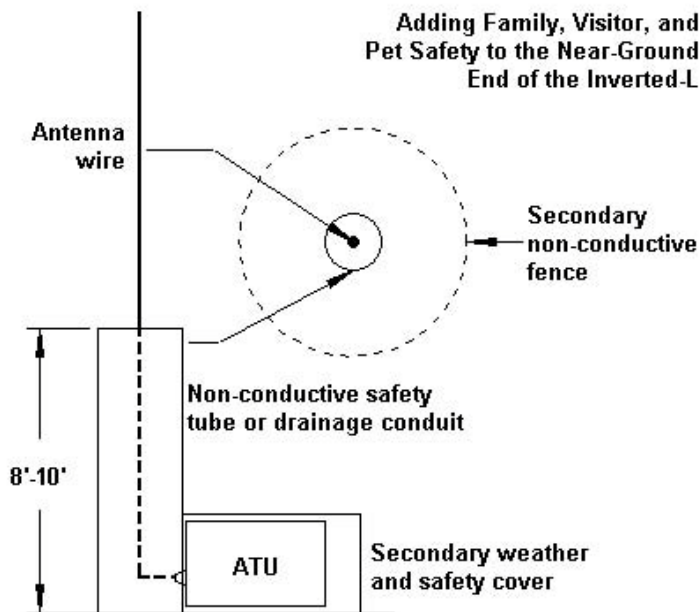 Adding Family, Visitor, and
Pet Safety to the Near-Ground
End of the Inverted-L
Antenna
wire
Secondary
non-conductive
fence
Non-conductive safety
tube or drainage conduit
8'-10'
ATU
Secondary weather
and safety cover